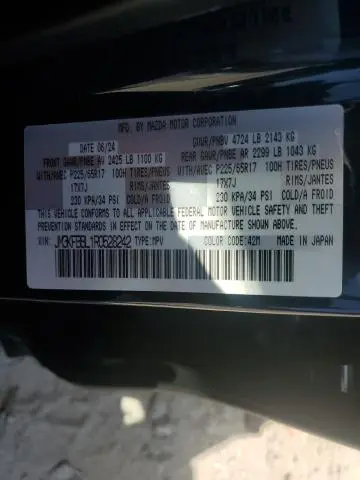 MFD. BY MAZDA MOTOR CORPORATION
DATE 06/24 GVWR/PNBV 4724 LB 2143 KG
FRONT GAWR/PNBE AV 2425 LB 1100 KG REAR GAWR/PNBE AR 2299 LB 1043 KG
WITH/AVEC P225/65R17 100H TIRES/PNEUS WITH/AVEC P225/65R17 100H TIRES/PNEUS
17X7J RIMS/JANTES 17X7J RIMS/JANTES
230 KPA/34 PSI COLD/A FROID 230 KPA/34 PSI COLD/A FROID
THIS VEHICLE CONFORMS TO ALL APPLICABLE FEDERAL MOTOR VEHICLE SAFETY AND THEFT
PREVENTION STANDARDS IN EFFECT ON THE DATE OF MANUFACTURE SHOWN ABOVE.
VIN: JM3KFBBL1R0528242 TYPE:MPV COLOR CODE:42M MADE IN JAPAN